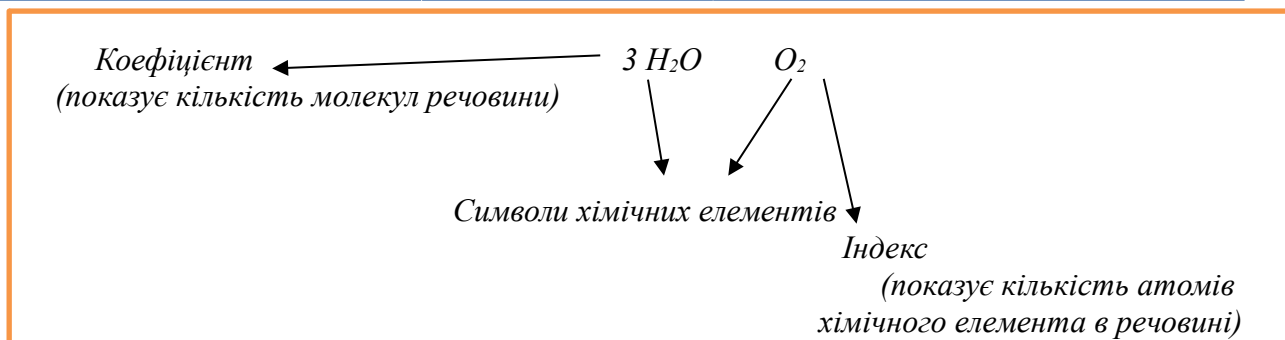 Коефіцієнт 3 H₂O O₂
(показує кількість молекул речовини)
Символи хімічних елементів
Індекс
(показує кількість атомів
хімічного елемента в речовині)